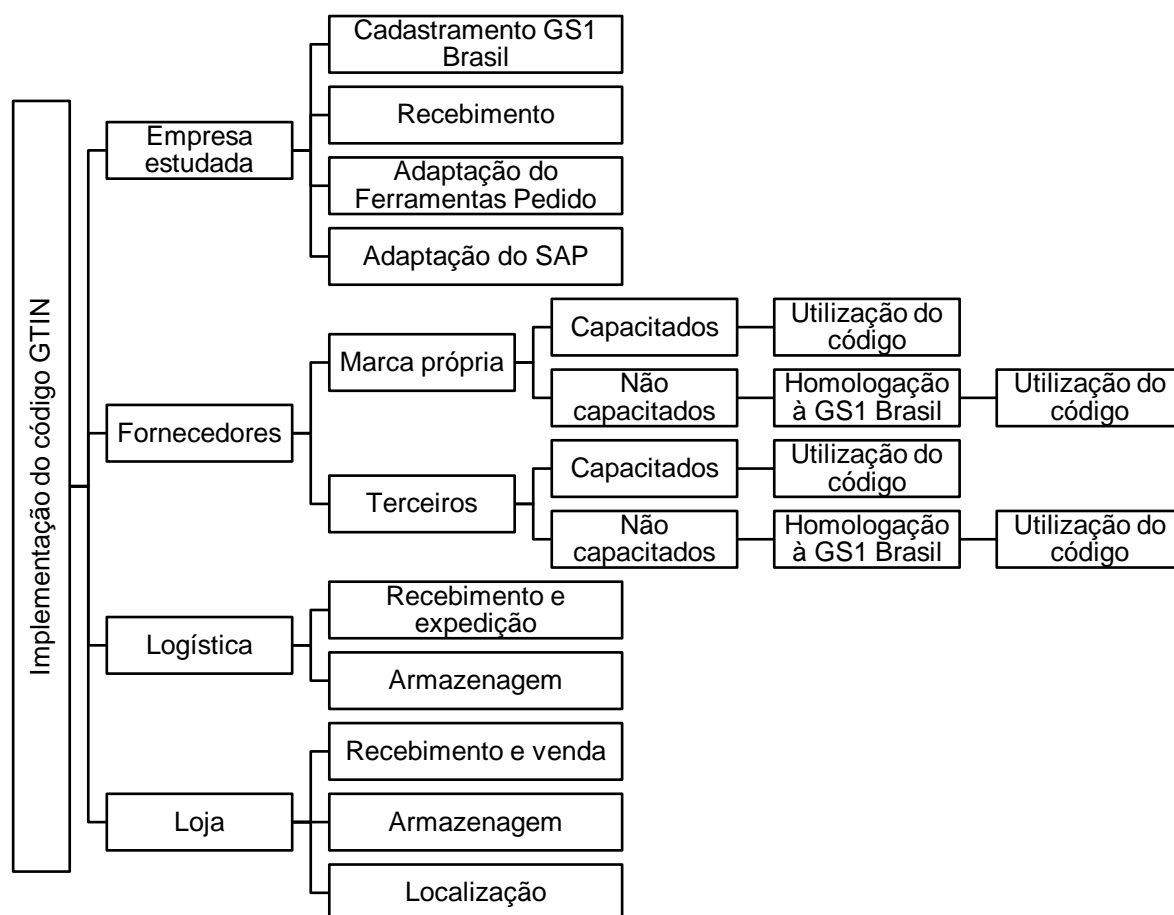 Implementação do código GTIN
Empresa
estudada
Cadastramento GS1
Brasil
Recebimento
Adaptação do
Ferramentas Pedido
Adaptação do SAP
Fornecedores
Marca própria
Capacitados
Utilização do
código
Não
capacitados
Homologação
à GS1 Brasil
Utilização do
código
Terceiros
Capacitados
Utilização do
código
Não
capacitados
Homologação
à GS1 Brasil
Utilização do
código
Logística
Recebimento e
expedição
Armazenagem
Loja
Recebimento e venda
Armazenagem
Localização